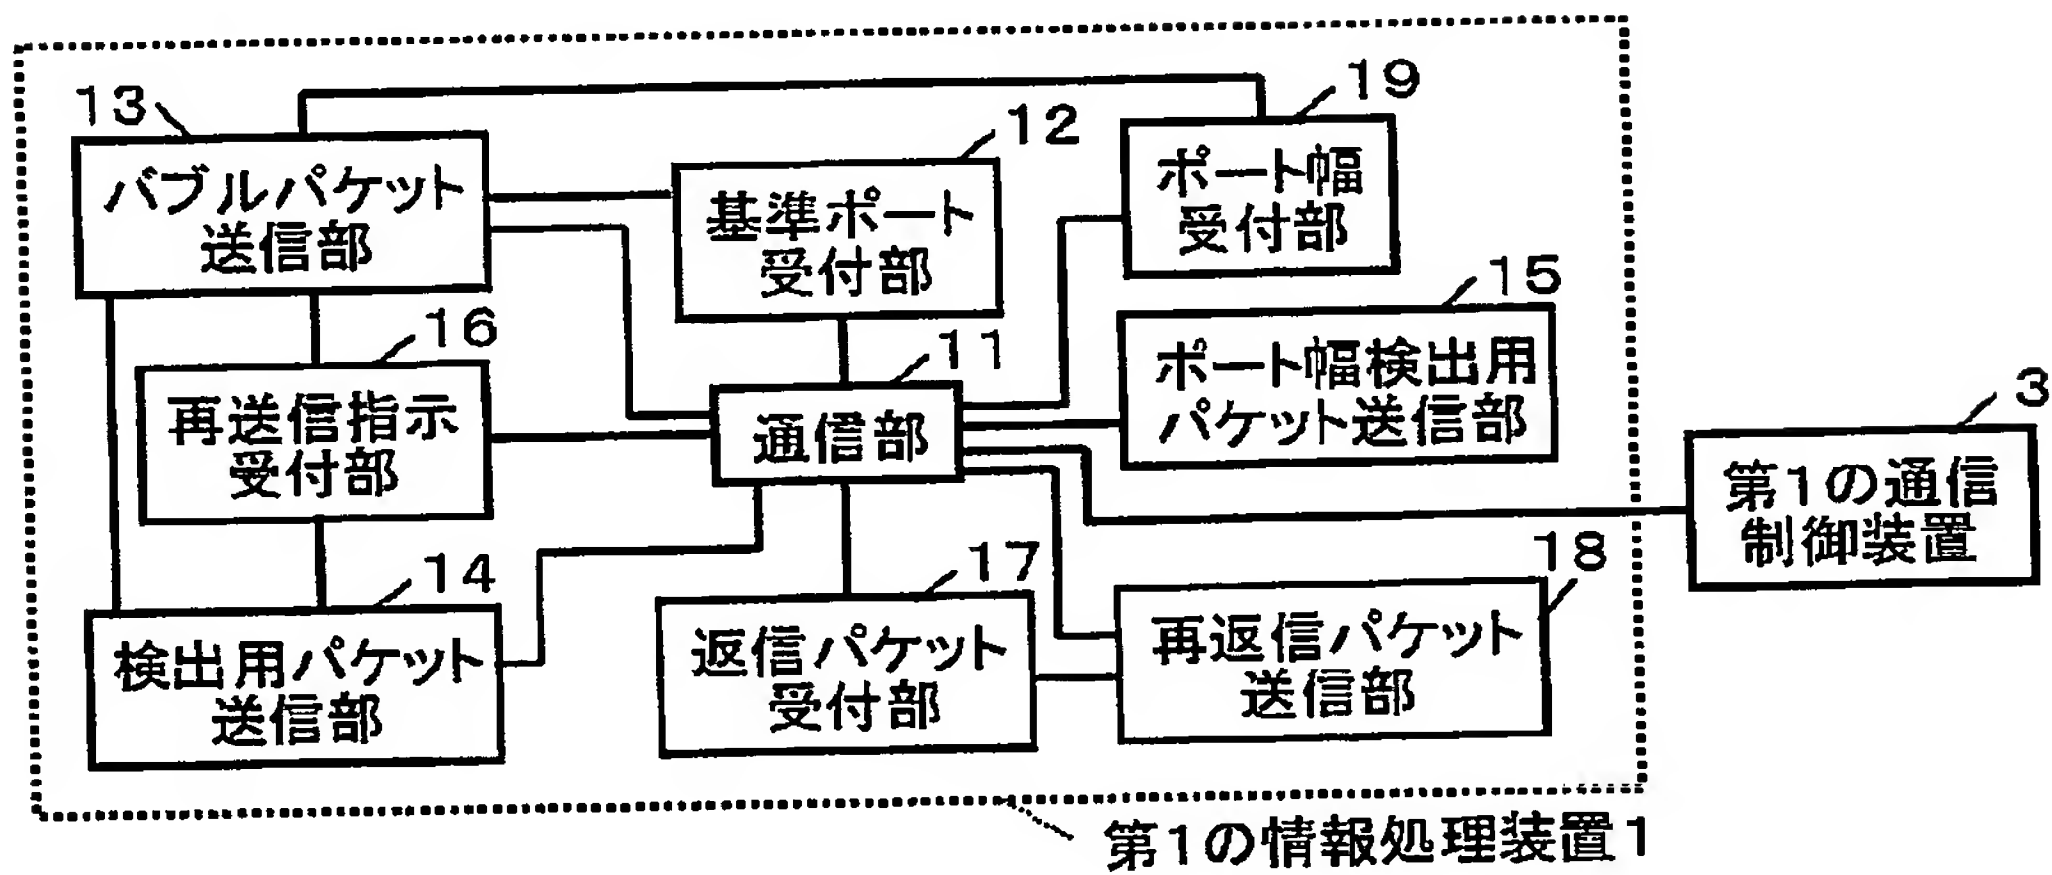 13
バブルパケット
送信部
12
基準ポート
受付部
19
ポート幅
受付部
16
再送信指示
受付部
11
通信部
15
ポート幅検出用
パケット送信部
3
第1の通信
制御装置
14
検出用パケット
送信部
17
返信パケット
受付部
18
再返信パケット
送信部
第1の情報処理装置1